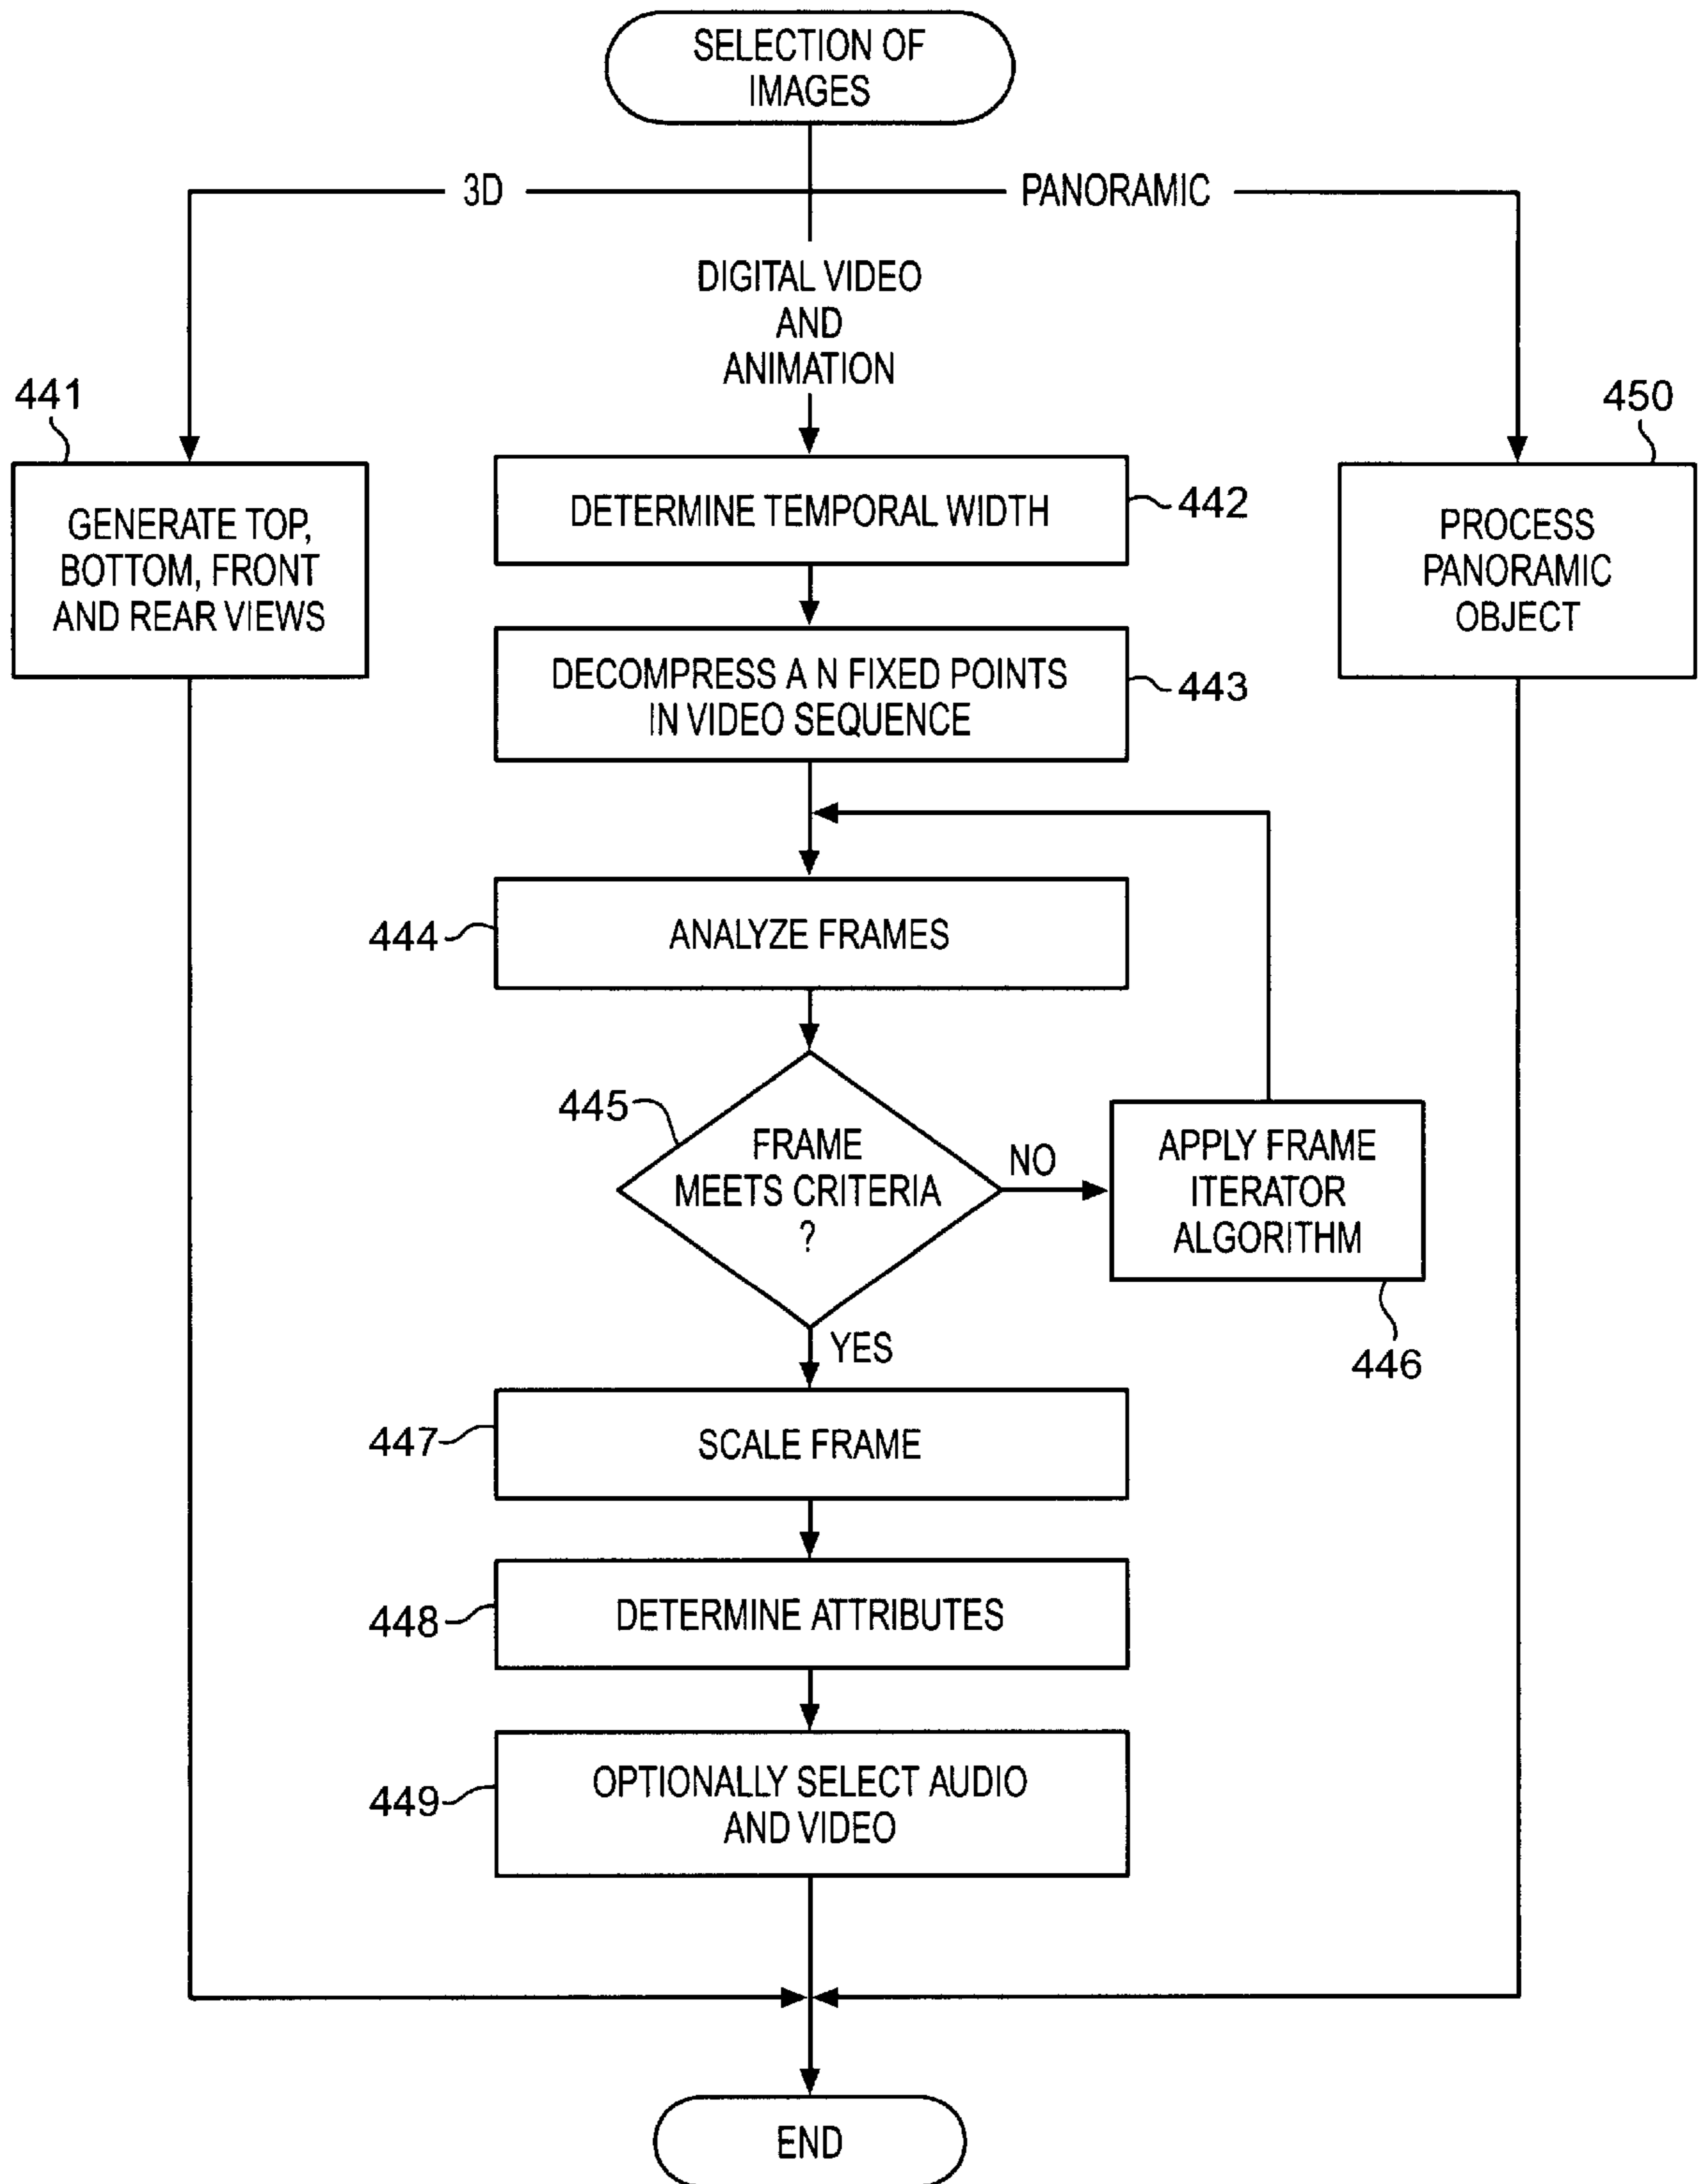 SELECTION OF
IMAGES
3D
PANORAMIC
DIGITAL VIDEO
AND
ANIMATION
441
450
GENERATE TOP,
BOTTOM, FRONT
AND REAR VIEWS
DETERMINE TEMPORAL WIDTH
442
PROCESS
PANORAMIC
OBJECT
DECOMPRESS A N FIXED POINTS
IN VIDEO SEQUENCE
443
444
ANALYZE FRAMES
445
FRAME
MEETS CRITERIA
?
NO
APPLY FRAME
ITERATOR
ALGORITHM
446
YES
447
SCALE FRAME
448
DETERMINE ATTRIBUTES
449
OPTIONALLY SELECT AUDIO
AND VIDEO
END